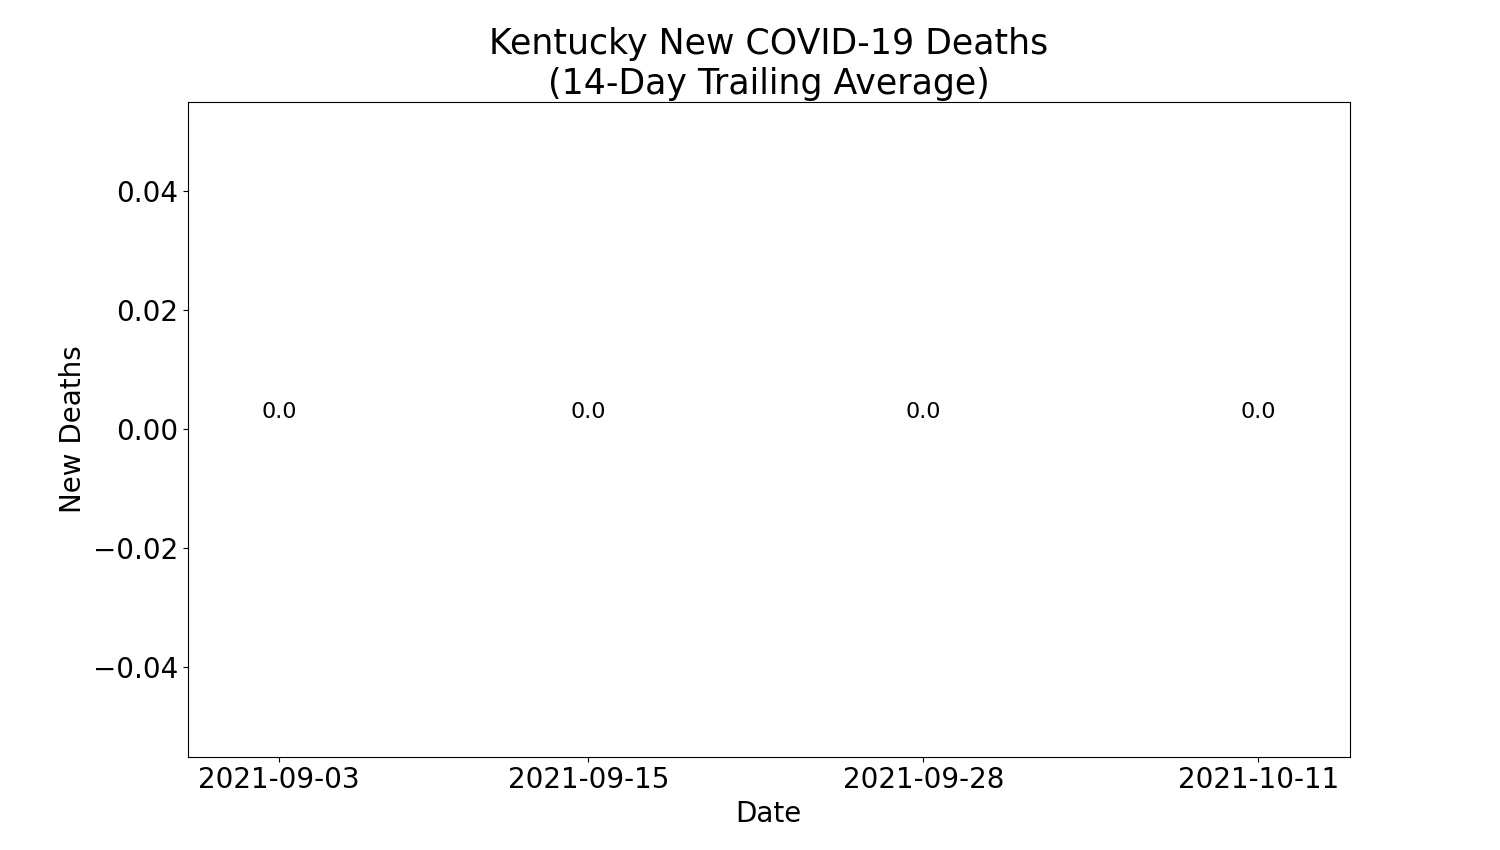 Kentucky New COVID-19 Deaths
(14-Day Trailing Average)
0.04
0.02
0.00
−0.02
−0.04
New Deaths
0.0 0.0 0.0 0.0
2021-09-03 2021-09-15 2021-09-28 2021-10-11
Date